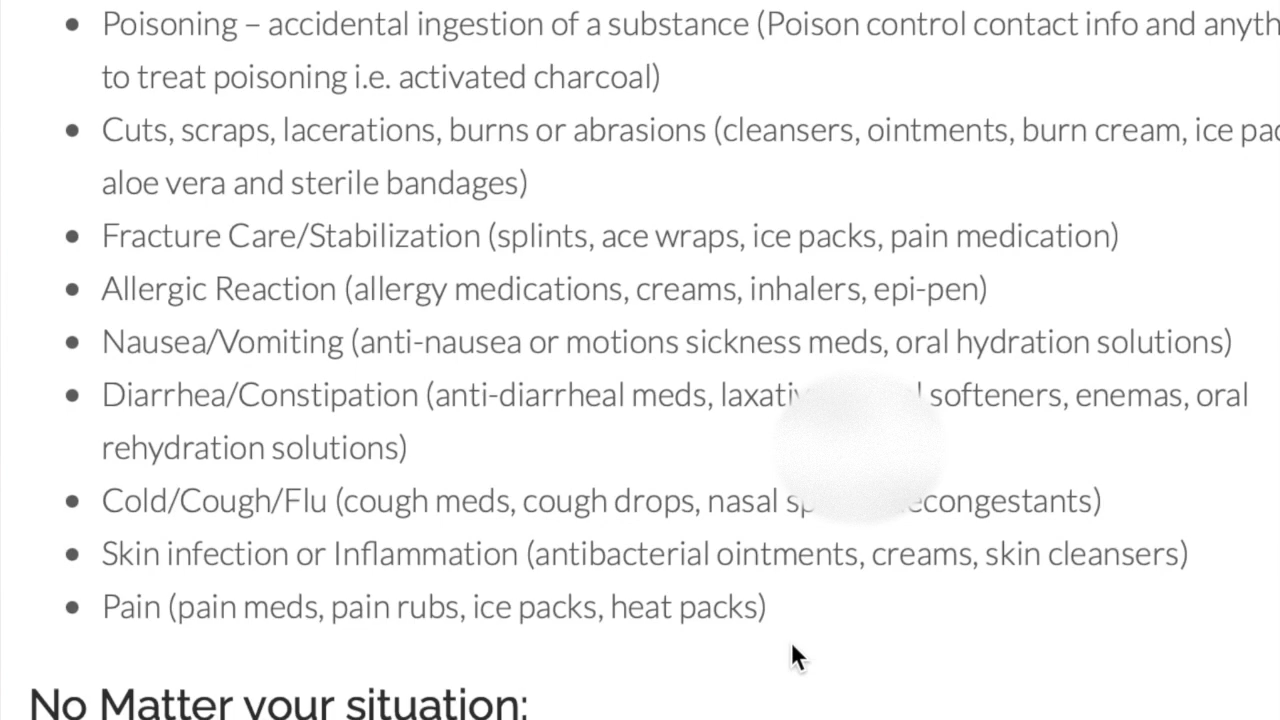 Poisoning – accidental ingestion of a substance (Poison control contact info and
to treat poisoning i.e. activated charcoal)
Cuts, scraps, lacerations, burns or abrasions (cleansers, ointments, burn cream, ice
aloe vera and sterile bandages)
Fracture Care/Stabilization (splints, ace wraps, ice packs, pain medication)
Allergic Reaction (allergy medications, creams, inhalers, epi-pen)
Nausea/Vomiting (anti-nausea or motions sickness meds, oral hydration solutions)
Diarrhea/Constipation (anti-diarrheal meds, softeners, enemas, oral
rehydration solutions)
Cold/Cough/Flu (cough meds, cough drops, nasal
Skin infection or Inflammation (antibacterial ointments, creams, skin cleansers)
Pain (pain meds, pain rubs, ice packs, heat packs)
No Matter your situation: